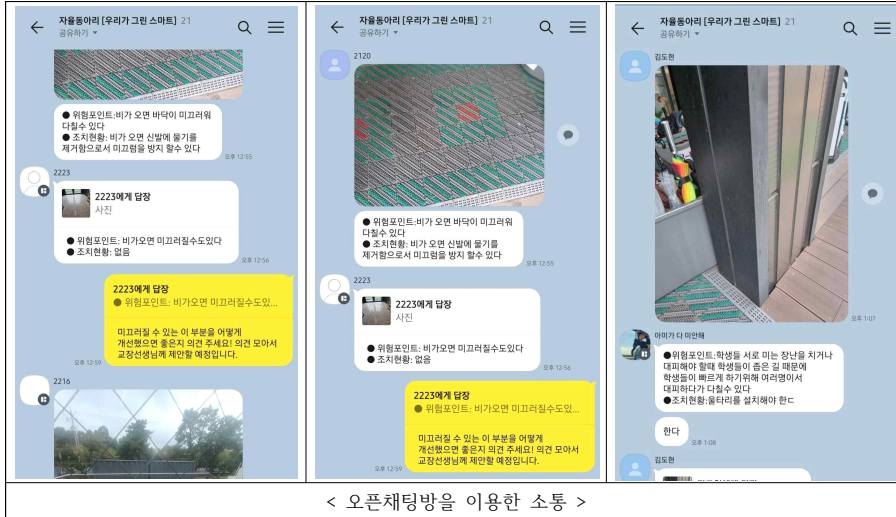 자율동아리 [우리가 그린 스마트] 21
공유하기
● 위험포인트:비가 오면 바닥이 미끄러워
다칠수 있다
● 조치현황: 비가 오면 신발에 물기를
제거함으로서 미끄럼을 방지 할수 있다
오후 12:55
2223
2223에게 답장
사진
● 위험포인트: 비가오면 미끄러질수도있다
● 조치현황: 없음
오후 12:56
2223에게 답장
● 위험포인트: 비가오면 미끄러질수도있...
미끄러질 수 있는 이 부분을 어떻게
개선했으면 좋은지 의견 주세요! 의견 모아서
교장선생님께 제안할 예정입니다.
오후 12:59
2216
자율동아리 [우리가 그린 스마트] 21
공유하기
2120
● 위험포인트:비가 오면 바닥이 미끄러워
다칠수 있다
● 조치현황: 비가 오면 신발에 물기를
제거함으로서 미끄럼을 방지 할수 있다
오후 12:55
2223
2223에게 답장
사진
● 위험포인트: 비가오면 미끄러질수도있다
● 조치현황: 없음
오후 12:56
2223에게 답장
● 위험포인트: 비가오면 미끄러질수도있...
미끄러질 수 있는 이 부분을 어떻게
개선했으면 좋은지 의견 주세요! 의견 모아서
교장선생님께 제안할 예정입니다.
오후 12:59
자율동아리 [우리가 그린 스마트] 21
공유하기
김도현
오후 1:07
아미가 다 미안해
●위험포인트:학생들 서로 미는 장난을 치거나
대피해야 할때 학생들이 좁은 길 때문에
학생들이 빠르게 하기위해 여러명이서
대피하다가 다칠수 있다
●조치현황:울타리를 설치해야 한ㄷ
한다
오후 1:08
김도현
< 오픈채팅방을 이용한 소통 >